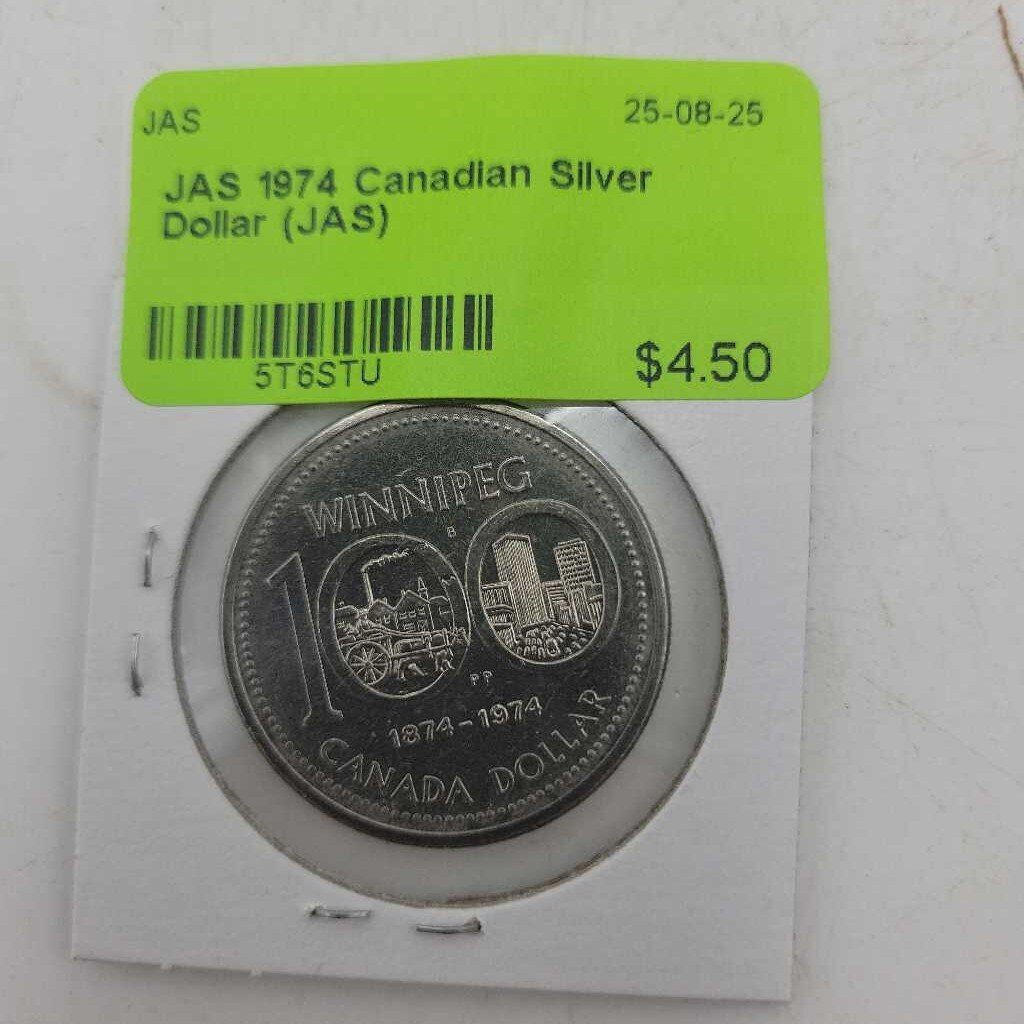 JAS 25-08-25
JAS 1974 Canadian Silver
Dollar (JAS)
5T6STU $4.50
WINNIPEG
B
100
PP
1874-1974
CANADA DOLLAR